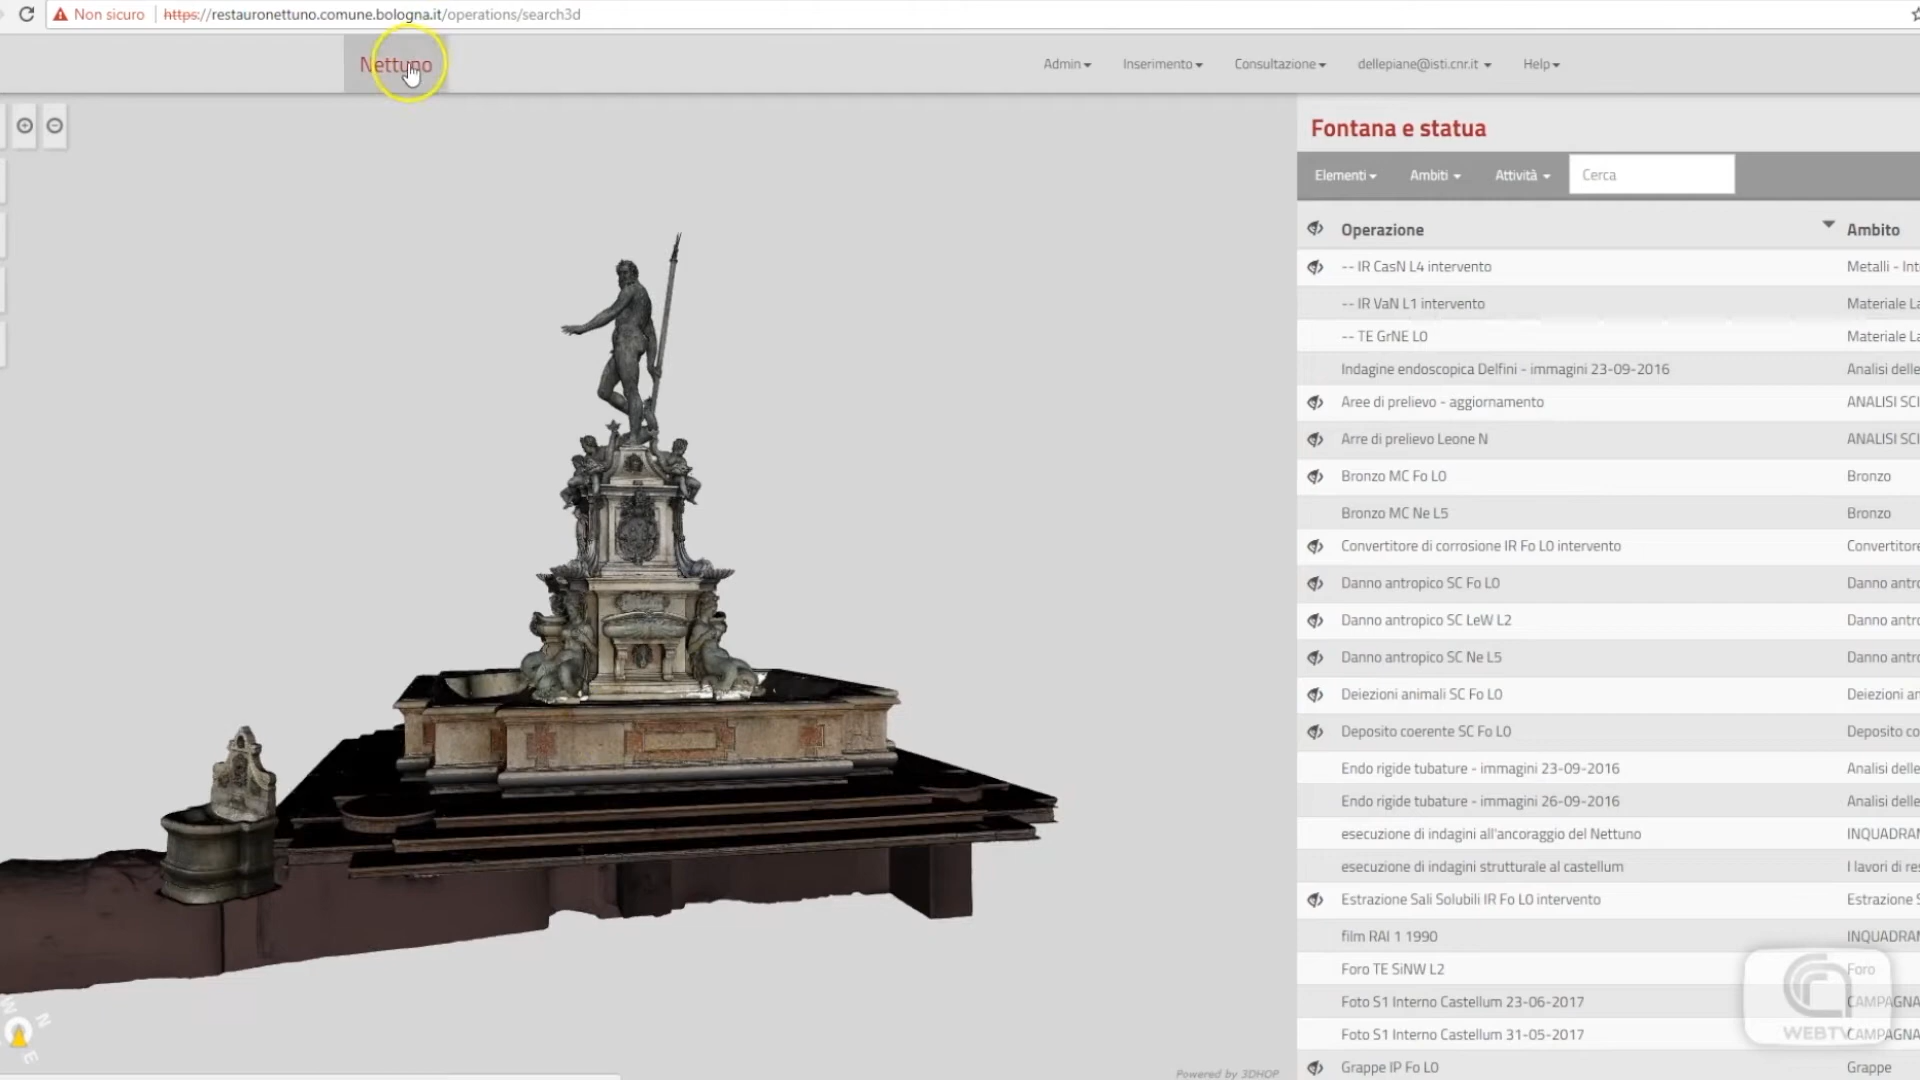 Non sicuro https://restauronettuno.comune.bologna.it/operations/search3d
Nettuno Admin Inserimento Consultazione dellepiane@isti.cnr.it Help
Fontana e statua
Elementi Ambiti Attività Cerca
Operazione Ambito
-- IR CasN L4 intervento Metalli - Int
-- IR VaN L1 intervento Materiale La
-- TE GrNE L0 Materiale La
Indagine endoscopica Delfini - immagini 23-09-2016 Analisi delle
Aree di prelievo - aggiornamento ANALISI SCI
Arre di prelievo Leone N ANALISI SCI
Bronzo MC Fo L0 Bronzo
Bronzo MC Ne L5 Bronzo
Convertitore di corrosione IR Fo L0 intervento Convertitore
Danno antropico SC Fo L0 Danno antro
Danno antropico SC LeW L2 Danno antro
Danno antropico SC Ne L5 Danno antro
Deiezioni animali SC Fo L0 Deiezioni an
Deposito coerente SC Fo L0 Deposito co
Endo rigide tubature - immagini 23-09-2016 Analisi delle
Endo rigide tubature - immagini 26-09-2016 Analisi delle
esecuzione di indagini all'ancoraggio del Nettuno INQUADRAM
esecuzione di indagini strutturale al castellum I lavori di res
Estrazione Sali Solubili IR Fo L0 intervento Estrazione S
film RAI 1 1990 INQUADRAM
Foro TE SiNW L2 Foro
Foto S1 Interno Castellum 23-06-2017 CAMPAGNA
Foto S1 Interno Castellum 31-05-2017 CAMPAGNA
Grappe IP Fo L0 Grappe
WEBTV
W N E
Powered by 3DHOP